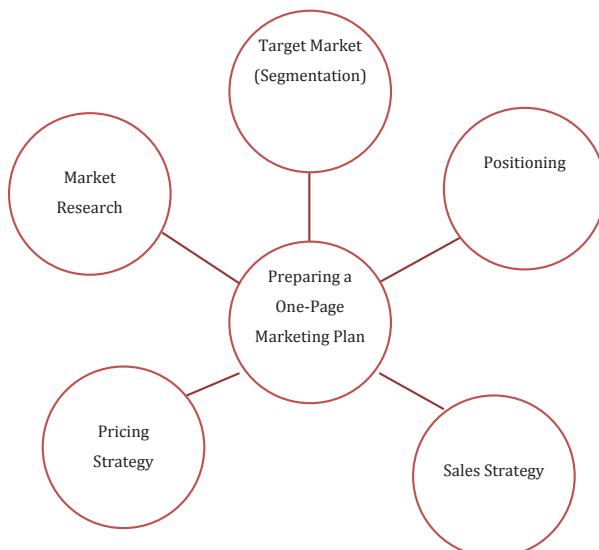 Target Market
(Segmentation)
Positioning
Market
Research
Preparing a
One-Page
Marketing Plan
Pricing
Strategy
Sales Strategy